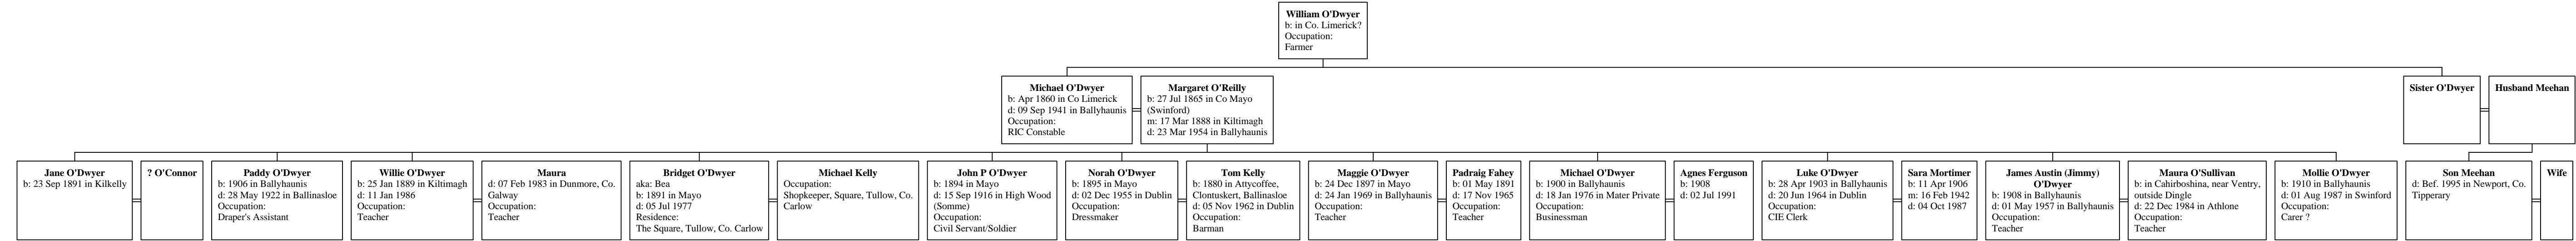 William O'Dwyer
b: in Co. Limerick?
Occupation:
Farmer
Michael O'Dwyer
b: Apr 1860 in Co Limerick
d: 09 Sep 1941 in Ballyhaunis
Occupation:
RIC Constable
Margaret O'Reilly
b: 27 Jul 1865 in Co Mayo
(Swinford)
m: 17 Mar 1888 in Kiltimagh
d: 23 Mar 1954 in Ballyhaunis
Sister O'Dwyer
Husband Meehan
Jane O'Dwyer
b: 23 Sep 1891 in Kilkelly
? O'Connor
Paddy O'Dwyer
b: 1906 in Ballyhaunis
d: 28 May 1922 in Ballinasloe
Occupation:
Draper's Assistant
Willie O'Dwyer
b: 25 Jan 1889 in Kiltimagh
d: 11 Jan 1986
Occupation:
Teacher
Maura
d: 07 Feb 1983 in Dunmore, Co.
Galway
Occupation:
Teacher
Bridget O'Dwyer
aka: Bea
b: 1891 in Mayo
d: 05 Jul 1977
Residence:
The Square, Tullow, Co. Carlow
Michael Kelly
Occupation:
Shopkeeper, Square, Tullow, Co.
Carlow
John P O'Dwyer
b: 1894 in Mayo
d: 15 Sep 1916 in High Wood
(Somme)
Occupation:
Civil Servant/Soldier
Norah O'Dwyer
b: 1895 in Mayo
d: 02 Dec 1955 in Dublin
Occupation:
Dressmaker
Tom Kelly
b: 1880 in Attycoffee,
Clontuskert, Ballinasloe
d: 05 Nov 1962 in Dublin
Occupation:
Barman
Maggie O'Dwyer
b: 24 Dec 1897 in Mayo
d: 24 Jan 1969 in Ballyhaunis
Occupation:
Teacher
Padraig Fahey
b: 01 May 1891
d: 17 Nov 1965
Occupation:
Teacher
Michael O'Dwyer
b: 1900 in Ballyhaunis
d: 18 Jan 1976 in Mater Private
Occupation:
Businessman
Agnes Ferguson
b: 1908
d: 02 Jul 1991
Luke O'Dwyer
b: 28 Apr 1903 in Ballyhaunis
d: 20 Jun 1964 in Dublin
Occupation:
CIE Clerk
Sara Mortimer
b: 11 Apr 1906
m: 16 Feb 1942
d: 04 Oct 1987
James Austin (Jimmy)
O'Dwyer
b: 1908 in Ballyhaunis
d: 01 May 1957 in Ballyhaunis
Occupation:
Teacher
Maura O'Sullivan
b: in Cahirboshina, near Ventry,
outside Dingle
d: 22 Dec 1984 in Athlone
Occupation:
Teacher
Mollie O'Dwyer
b: 1910 in Ballyhaunis
d: 01 Aug 1987 in Swinford
Occupation:
Carer ?
Son Meehan
d: Bef. 1995 in Newport, Co.
Tipperary
Wife